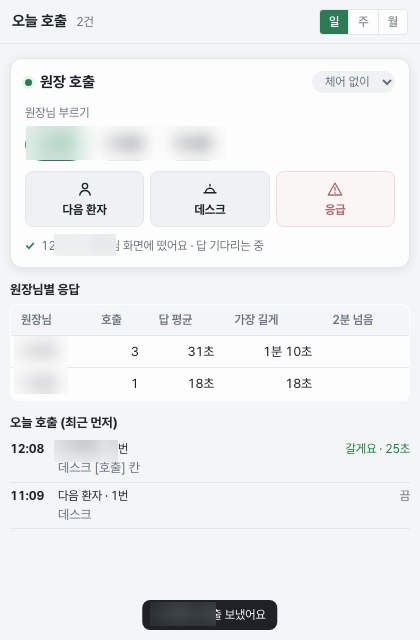 오늘 호출 2건
일 주 월
원장 호출
체어 없이
원장님 부르기
다음 환자
데스크
응급
12 화면에 떴어요 · 답 기다리는 중
원장님별 응답
원장님 호출 답 평균 가장 길게 2분 넘음
3 31초 1분 10초
1 18초 18초
오늘 호출 (최근 먼저)
12:08 번 갈게요 · 25초
데스크 [호출] 칸
11:09 다음 환자 · 1번 끔
데스크
보냈어요